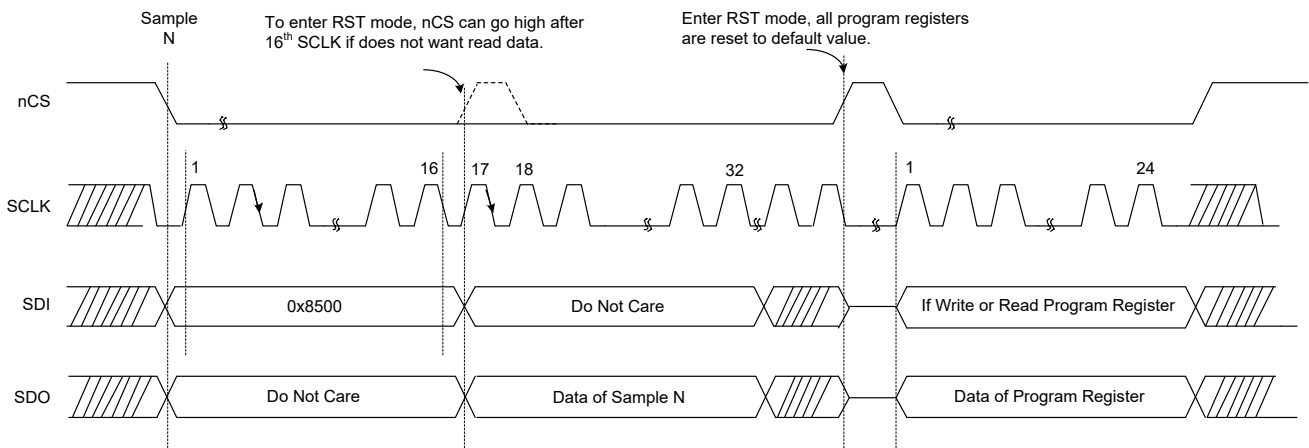 Sample
N
To enter RST mode, nCS can go high after
16th SCLK if does not want read data.
Enter RST mode, all program registers
are reset to default value.
nCS
1
16
17
18
32
1
24
SCLK
SDI
0x8500
Do Not Care
If Write or Read Program Register
SDO
Do Not Care
Data of Sample N
Data of Program Register